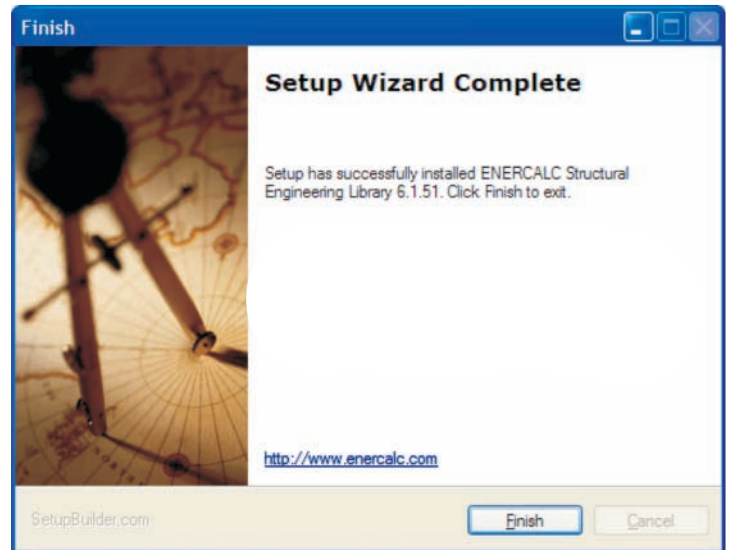 Finish
Setup Wizard Complete
Setup has successfully installed ENERCALC Structural
Engineering Library 6.1.51. Click Finish to exit.
http://www.enercalc.com
SetupBuilder.com
Finish
Cancel